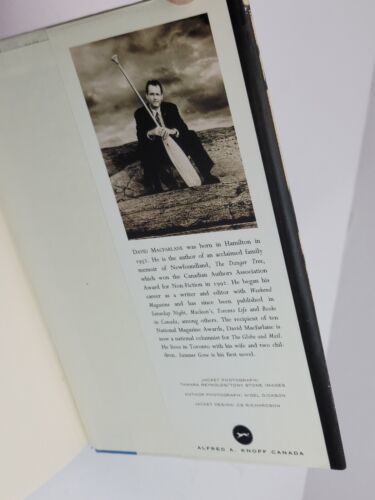 DAVID MACFARLANE was born in Hamilton in
1952. He is the author of an acclaimed family
memoir of Newfoundland, The Danger Tree,
which won the Canadian Authors Association
Award for Non-Fiction in 1992. He began his
career as a writer and editor with Weekend
Magazine and has since been published in
Saturday Night, Maclean's, Toronto Life and Books
in Canada, among others. The recipient of ten
National Magazine Awards, David Macfarlane is
now a national columnist for The Globe and Mail.
He lives in Toronto with his wife and two chil-
dren. Summer Gone is his first novel.
JACKET PHOTOGRAPH:
TAMARA REYNOLDS/TONY STONE IMAGES
AUTHOR PHOTOGRAPH: NIGEL DICKSON
JACKET DESIGN: CS RICHARDSON
ALFRED A. KNOPF CANADA